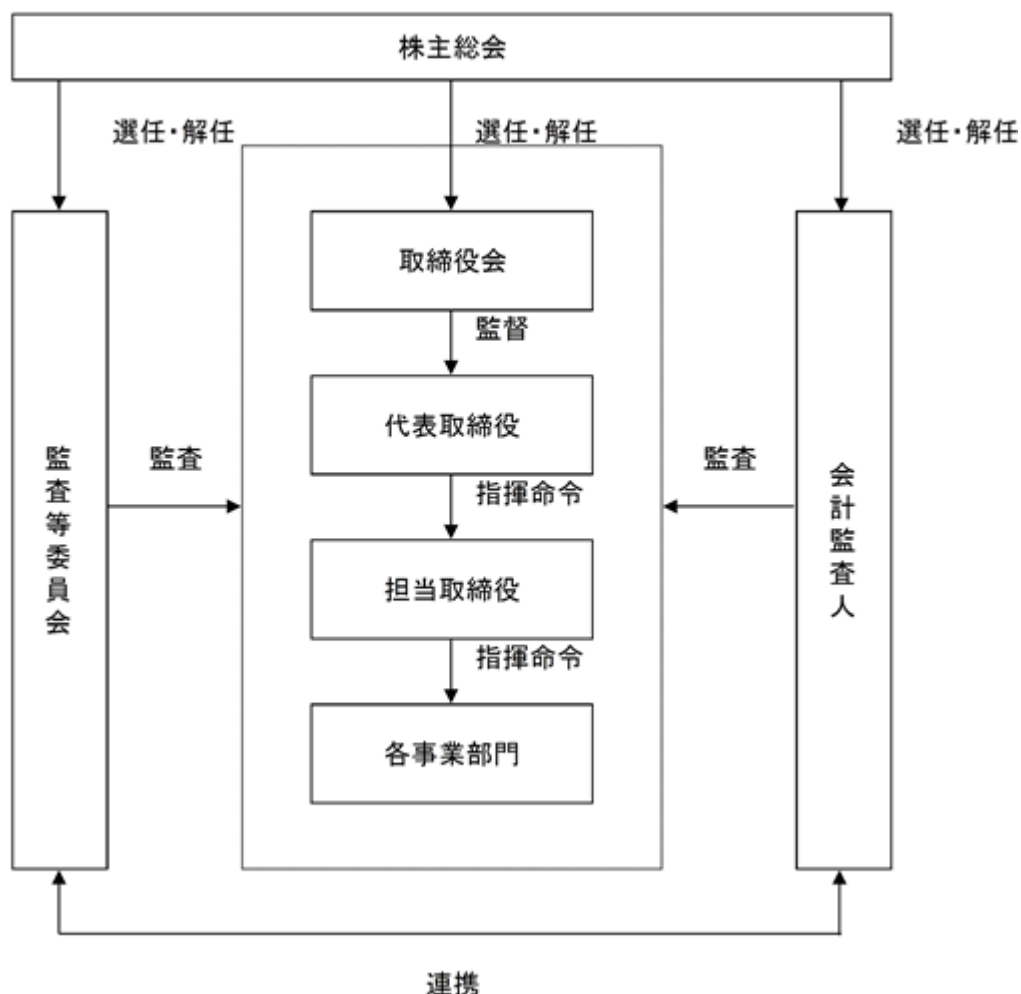 株主総会
選任・解任
選任・解任
選任・解任
取締役会
監督
代表取締役
指揮命令
担当取締役
指揮命令
各事業部門
監査等委員会
監査
監査
会計監査人
連携